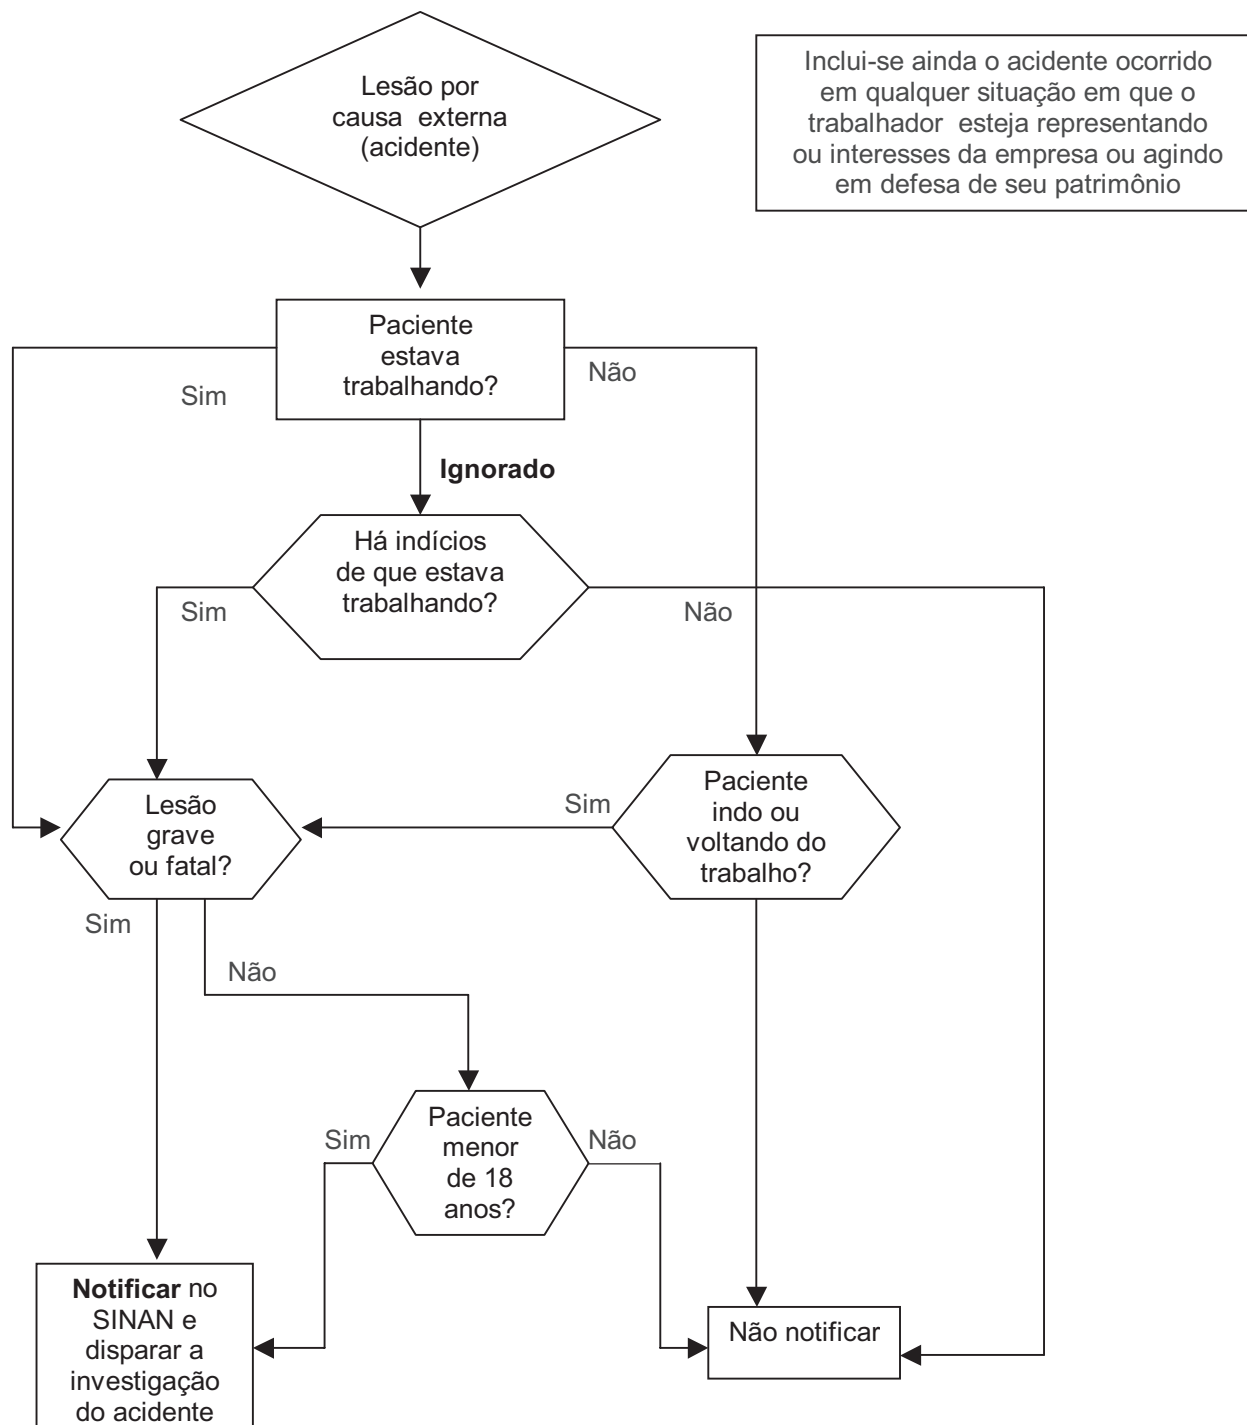 Lesão por
causa externa
(acidente)
Inclui-se ainda o acidente ocorrido
em qualquer situação em que o
trabalhador esteja representando
ou interesses da empresa ou agindo
em defesa de seu patrimônio
Paciente
estava
trabalhando?
Sim
Não
Ignorado
Há indícios
de que estava
trabalhando?
Sim
Não
Lesão
grave
ou fatal?
Sim
Paciente
indo ou
voltando do
trabalho?
Sim
Não
Paciente
menor
de 18
anos?
Sim
Não
Notificar no
SINAN e
disparar a
investigação
do acidente
Não notificar